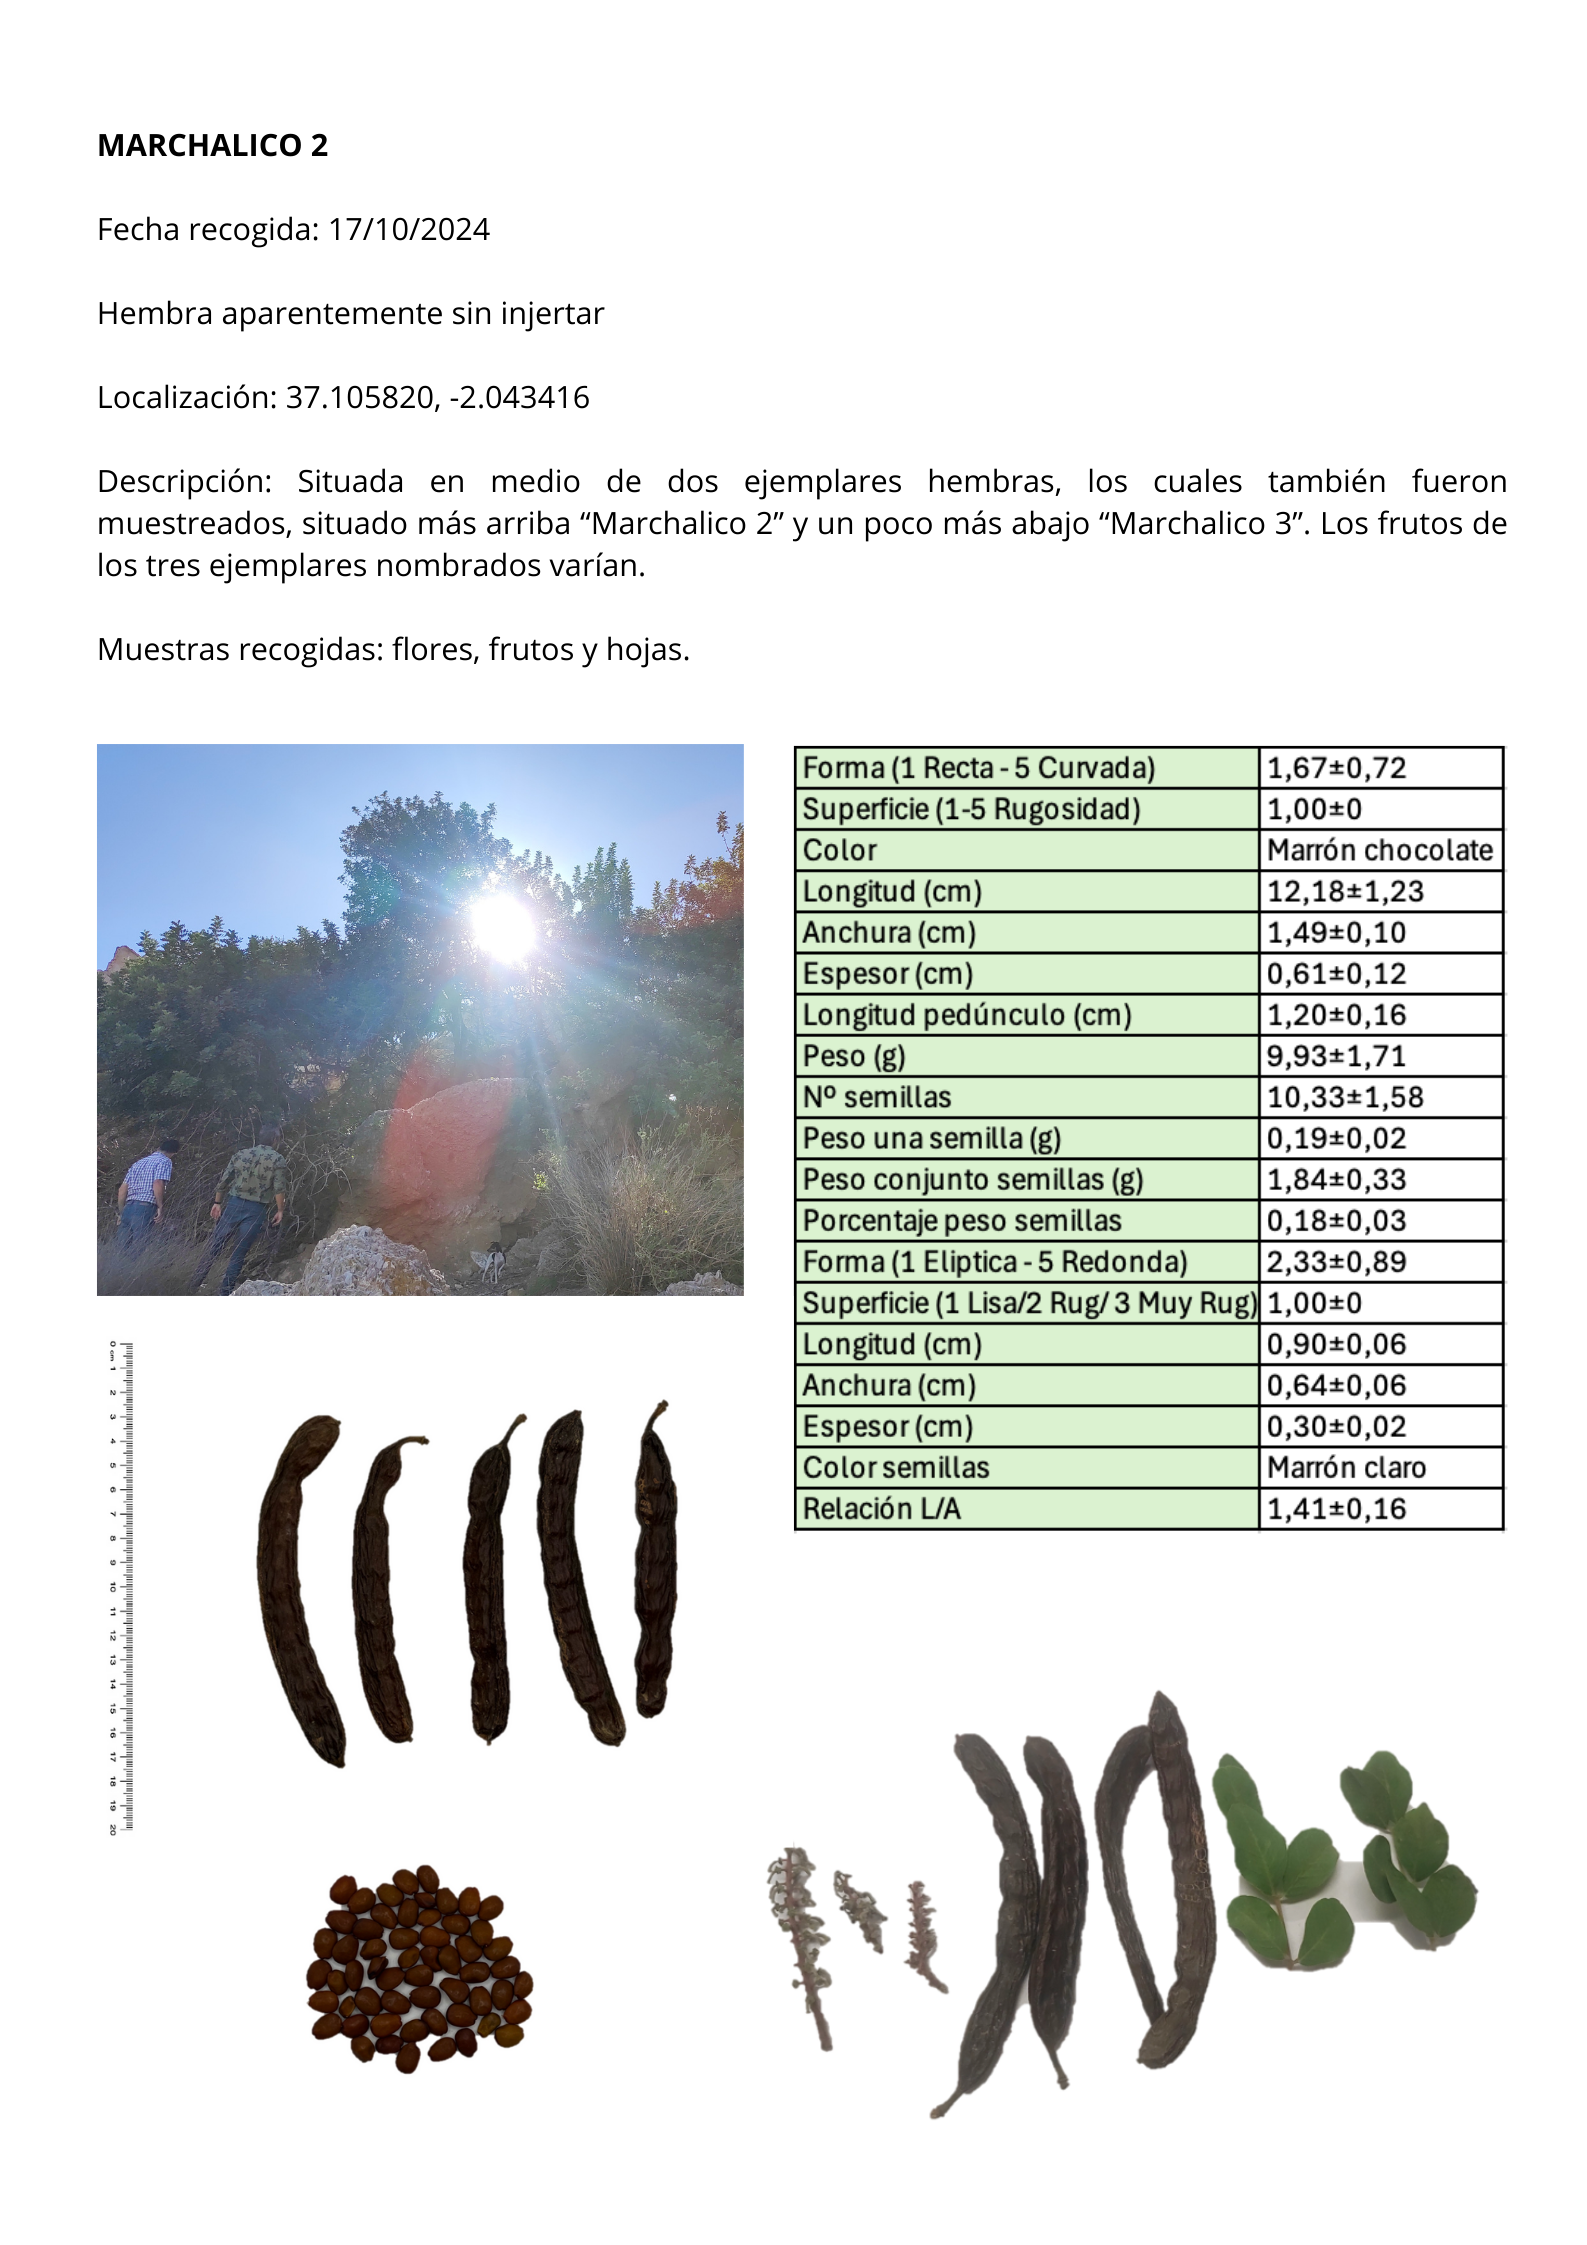 MARCHALICO 2
Fecha recogida: 17/10/2024
Hembra aparentemente sin injertar
Localización: 37.105820, -2.043416
Descripción: Situada en medio de dos ejemplares hembras, los cuales también fueron
muestreados, situado más arriba “Marchalico 2” y un poco más abajo “Marchalico 3”. Los frutos de
los tres ejemplares nombrados varían.
Muestras recogidas: flores, frutos y hojas.
Forma (1 Recta - 5 Curvada) 1,67±0,72
Superficie (1-5 Rugosidad) 1,00±0
Color Marrón chocolate
Longitud (cm) 12,18±1,23
Anchura (cm) 1,49±0,10
Espesor (cm) 0,61±0,12
Longitud pedúnculo (cm) 1,20±0,16
Peso (g) 9,93±1,71
Nº semillas 10,33±1,58
Peso una semilla (g) 0,19±0,02
Peso conjunto semillas (g) 1,84±0,33
Porcentaje peso semillas 0,18±0,03
Forma (1 Eliptica - 5 Redonda) 2,33±0,89
Superficie (1 Lisa/2 Rug/ 3 Muy Rug) 1,00±0
Longitud (cm) 0,90±0,06
Anchura (cm) 0,64±0,06
Espesor (cm) 0,30±0,02
Color semillas Marrón claro
Relación L/A 1,41±0,16
0 cm 1 2 3 4 5 6 7 8 9 10 11 12 13 14 15 16 17 18 19 20